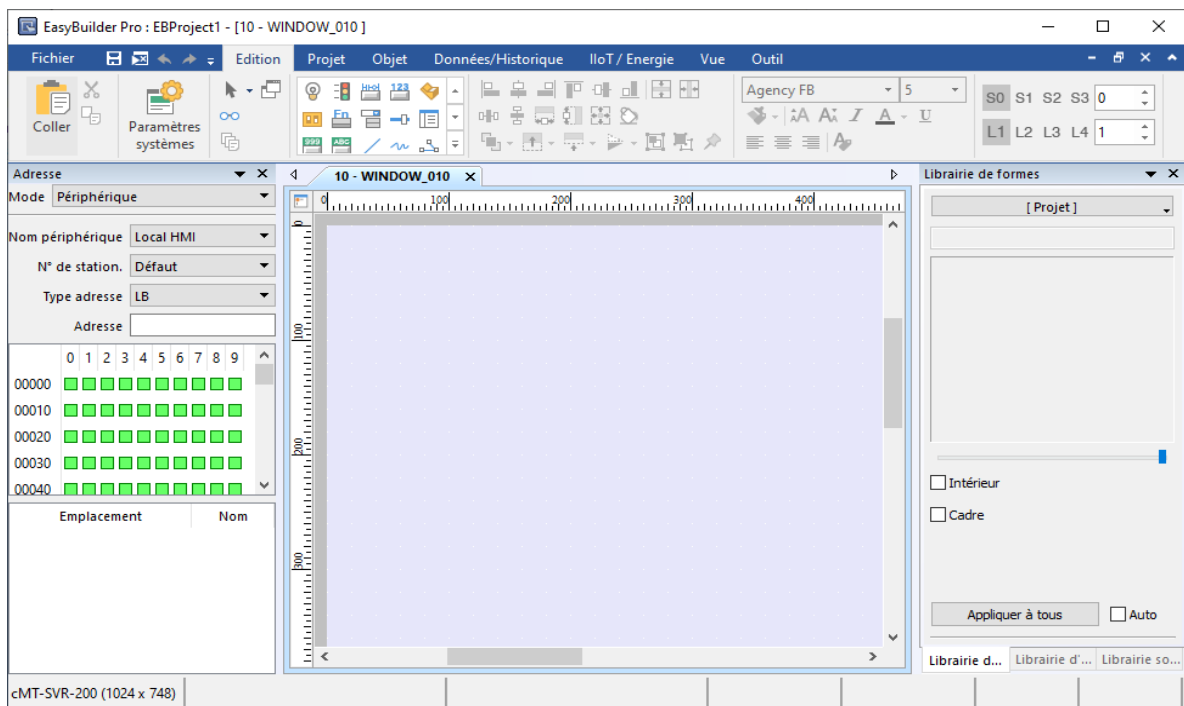 EasyBuilder Pro : EBProject1 - [10 - WINDOW_010 ]
Fichier Edition Projet Objet Données/Historique IIoT / Energie Vue Outil
Coller
Paramètres
systèmes
Agency FB 5
S0 S1 S2 S3 0
L1 L2 L3 L4 1
Adresse
Mode Périphérique
Nom périphérique Local HMI
N° de station. Défaut
Type adresse LB
Adresse
0 1 2 3 4 5 6 7 8 9
00000
00010
00020
00030
00040
Emplacement Nom
10 - WINDOW_010
0 100 200 300 400
0
100
200
300
Librairie de formes
[ Projet ]
Intérieur
Cadre
Appliquer à tous Auto
Librairie d... Librairie d'... Librairie so...
cMT-SVR-200 (1024 x 748)